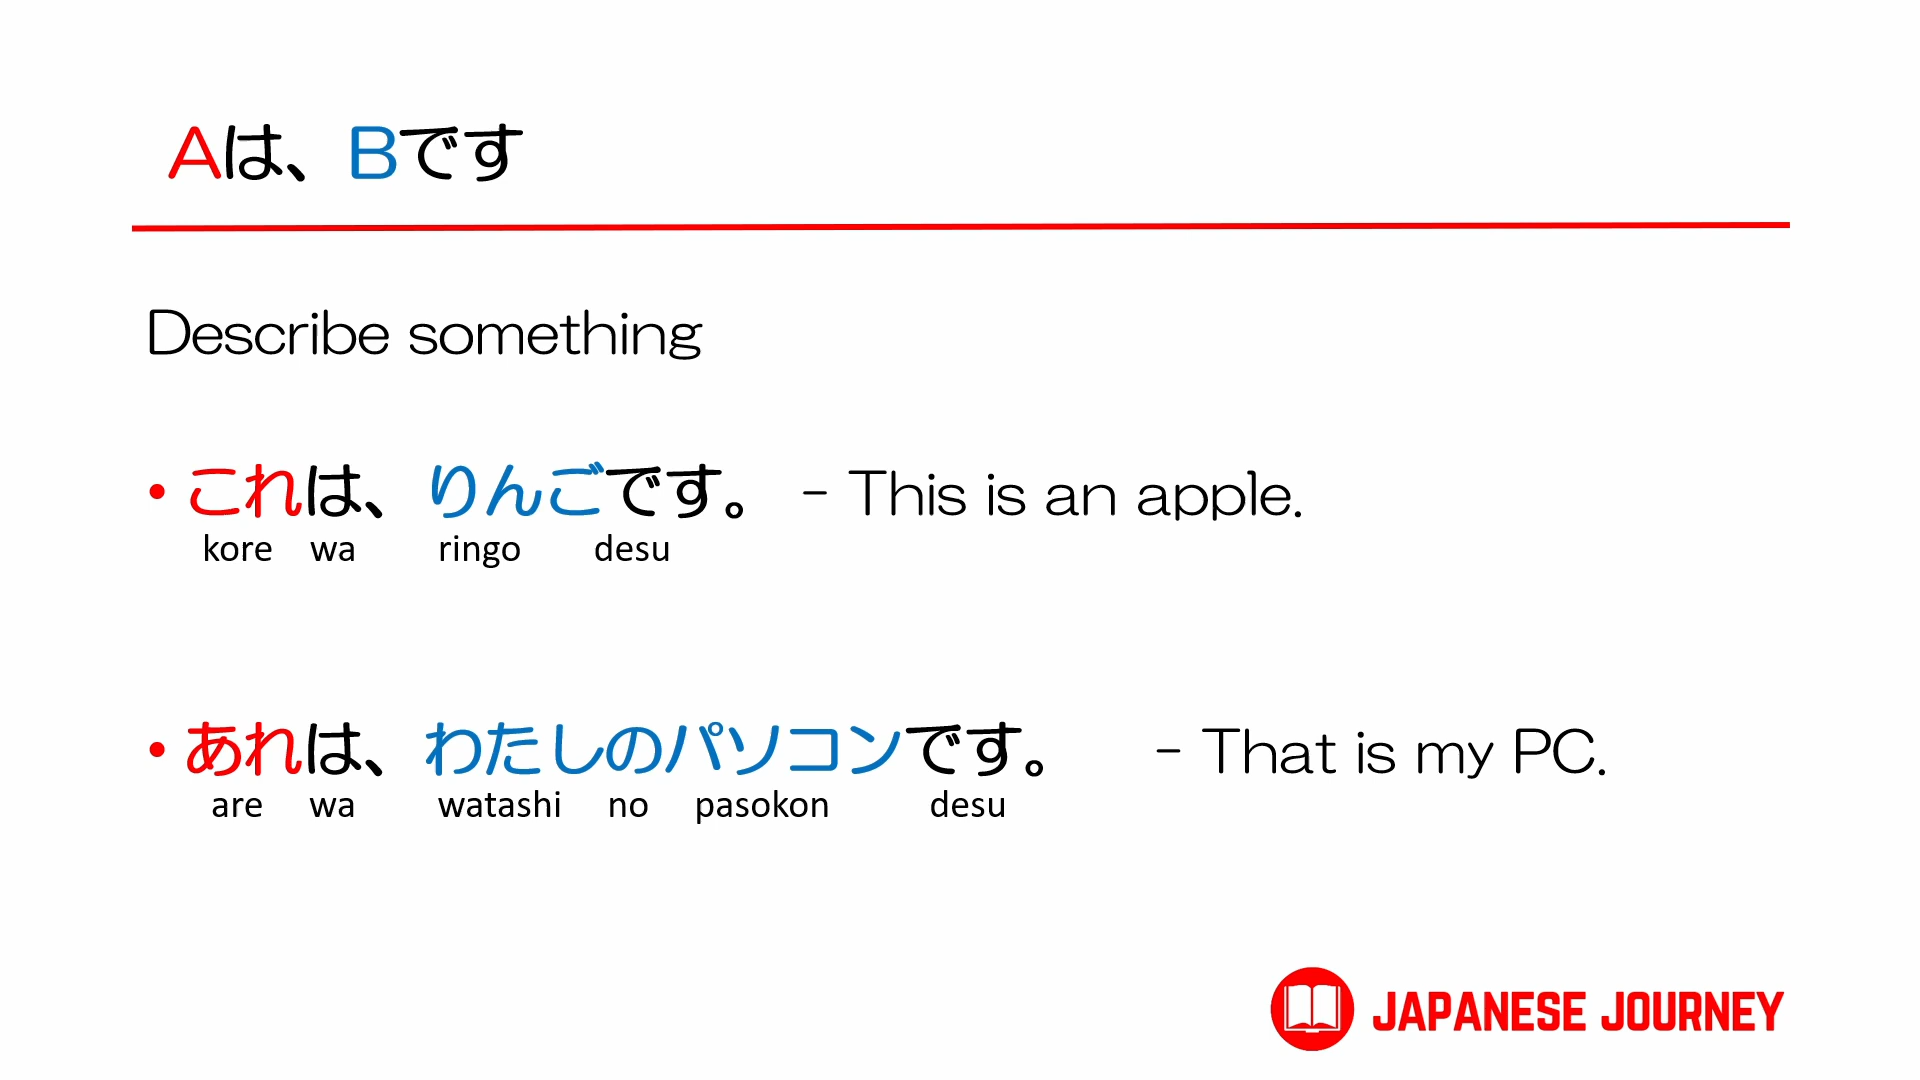 Aは、Bです
Describe something
• これは、りんごです。 - This is an apple.
kore wa ringo desu
• あれは、わたしのパソコンです。 - That is my PC.
are wa watashi no pasokon desu
JAPANESE JOURNEY